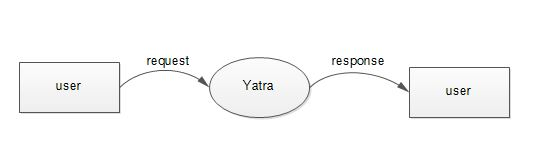 request
response
user
Yatra
user